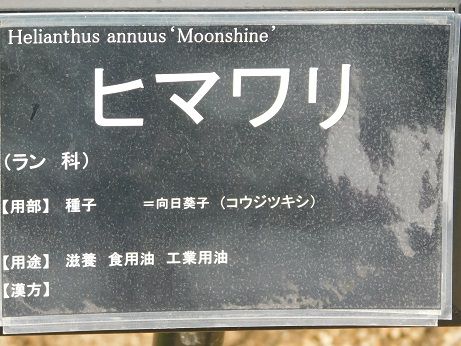 Helianthus annuus ‘Moonshine’
ヒマワリ
(ラン 科)
【用部】 種子 =向日葵子 (コウジツキシ)
【用途】 滋養 食用油 工業用油
【漢方】